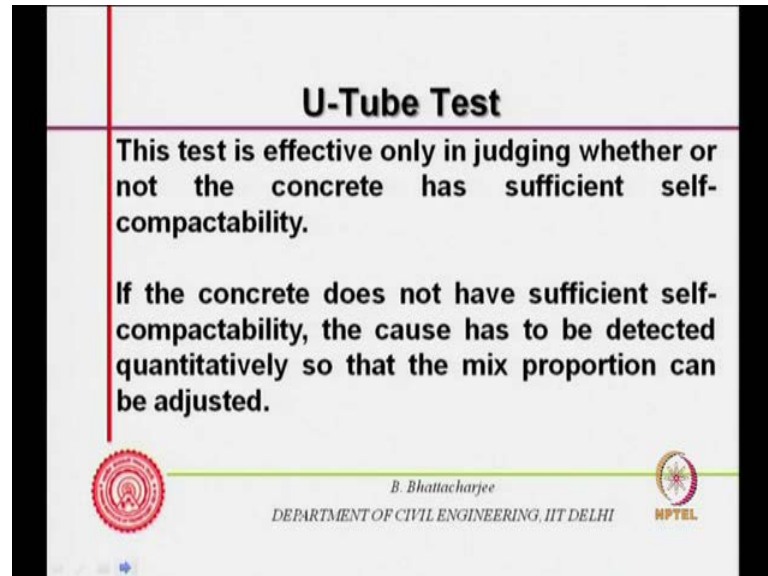 U-Tube Test
This test is effective only in judging whether or
not the concrete has sufficient self-
compactability.
If the concrete does not have sufficient self-
compactability, the cause has to be detected
quantitatively so that the mix proportion can
be adjusted.
B. Bhattacharjee
DEPARTMENT OF CIVIL ENGINEERING, IIT DELHI
NPTEL